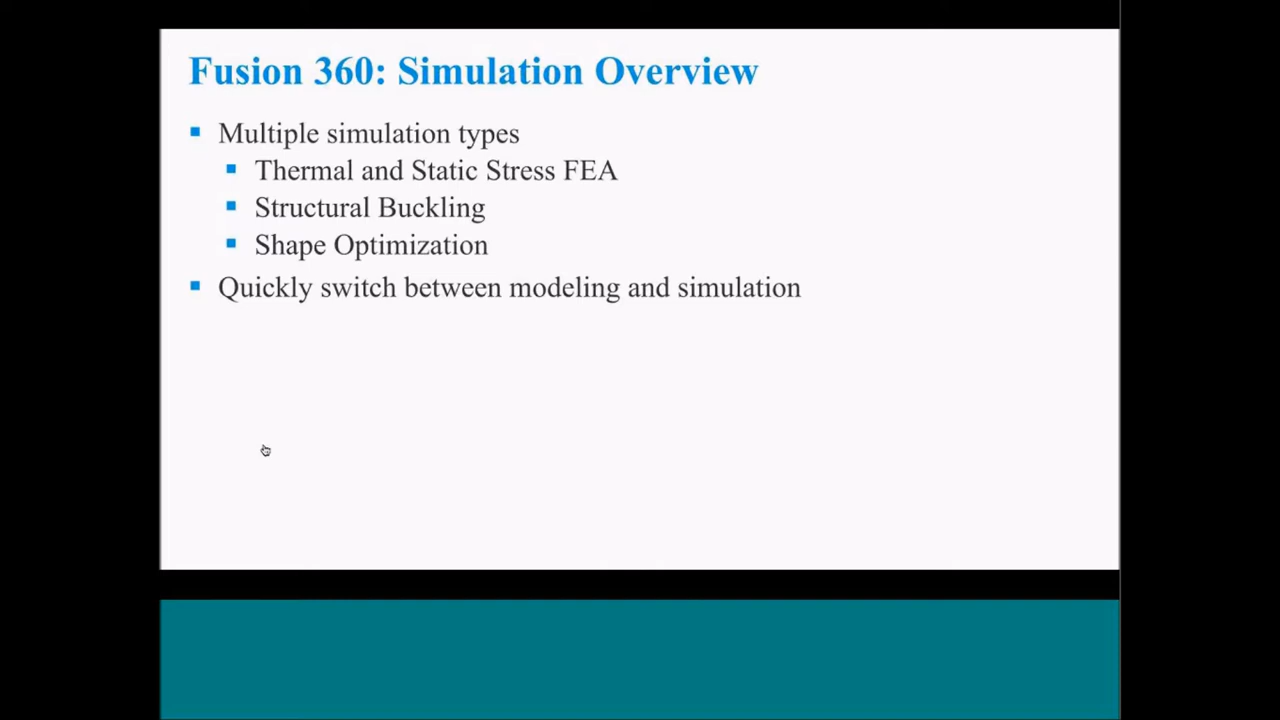 Fusion 360: Simulation Overview
Multiple simulation types
Thermal and Static Stress FEA
Structural Buckling
Shape Optimization
Quickly switch between modeling and simulation